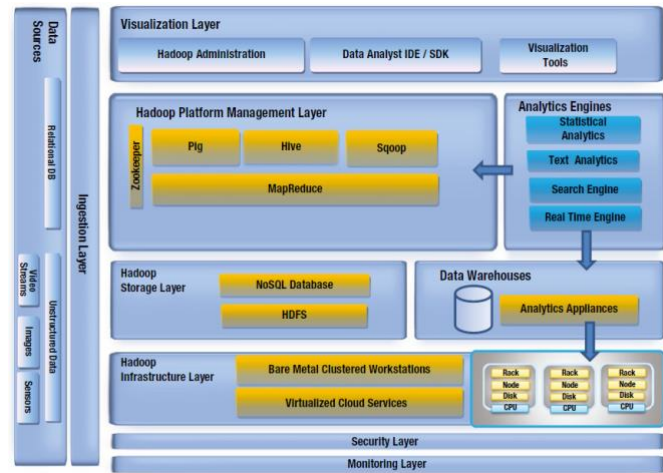 Data
Sources
Relational DB
Unstructured Data
Video
Streams
Images
Sensors
Ingestion Layer
Visualization Layer
Hadoop Administration
Data Analyst IDE / SDK
Visualization
Tools
Hadoop Platform Management Layer
Zookeeper
Pig
Hive
Sqoop
MapReduce
Analytics Engines
Statistical
Analytics
Text Analytics
Search Engine
Real Time Engine
Hadoop
Storage Layer
NoSQL Database
HDFS
Data Warehouses
Analytics Appliances
Hadoop
Infrastructure Layer
Bare Metal Clustered Workstations
Virtualized Cloud Services
Rack
Node
Disk
CPU
Rack
Node
Disk
CPU
Rack
Node
Disk
CPU
Security Layer
Monitoring Layer